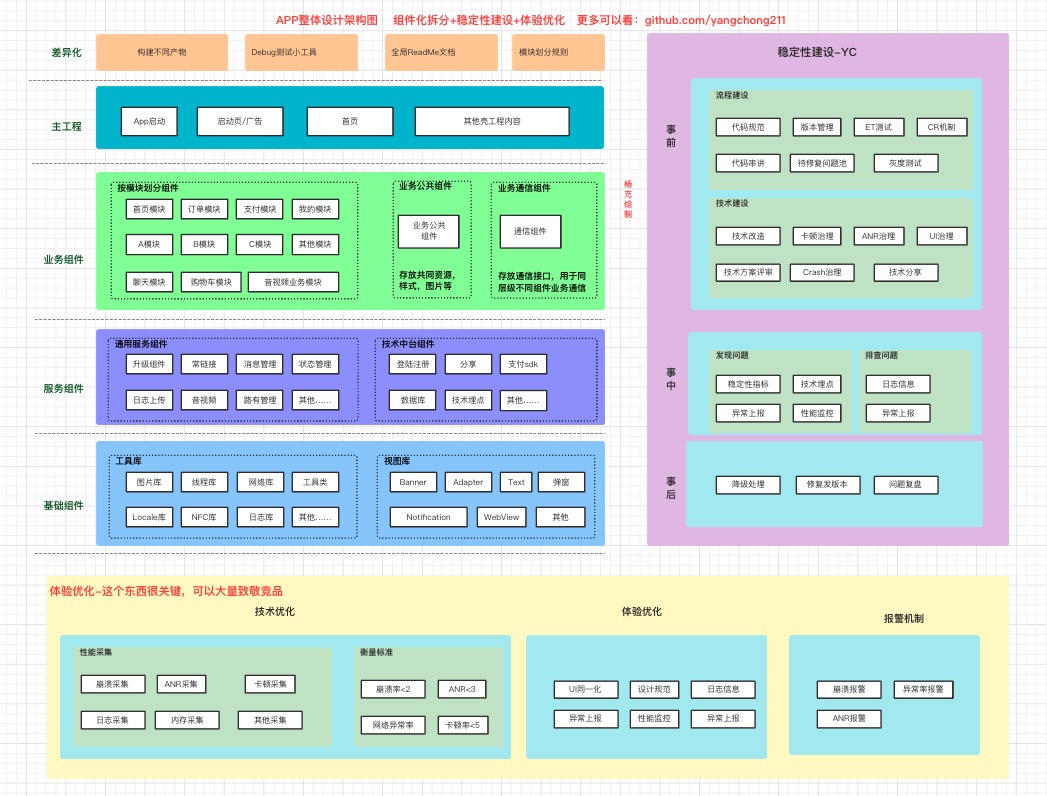 APP整体设计架构图 组件化拆分+稳定性建设+体验优化 更多可以看：github.com/yangchong211
差异化
构建不同产物
Debug测试小工具
全局ReadMe文档
模块划分规则
主工程
App启动
启动页/广告
首页
其他壳工程内容
业务组件
按模块划分组件
首页模块
订单模块
支付模块
我的模块
A模块
B模块
C模块
其他模块
聊天模块
购物车模块
音视频业务模块
业务公共组件
业务公共
组件
存放共同资源，
样式，图片等
业务通信组件
通信组件
存放通信接口，用于同
层级不同组件业务通信
服务组件
通用服务组件
升级组件
常链接
消息管理
状态管理
日志上传
音视频
路有管理
其他......
技术中台组件
登陆注册
分享
支付sdk
数据库
技术埋点
其他......
基础组件
工具库
图片库
线程库
网络库
工具类
Locale库
NFC库
日志库
其他......
视图库
Banner
Adapter
Text
弹窗
Notification
WebView
其他
杨
充
绘
制
稳定性建设-YC
事
前
流程建设
代码规范
版本管理
ET测试
CR机制
代码串讲
待修复问题池
灰度测试
技术建设
技术改造
卡顿治理
ANR治理
UI治理
技术方案评审
Crash治理
技术分享
事
中
发现问题
稳定性指标
技术埋点
异常上报
性能监控
排查问题
日志信息
异常上报
事
后
降级处理
修复发版本
问题复盘
体验优化-这个东西很关键，可以大量致敬竞品
技术优化
性能采集
崩溃采集
ANR采集
卡顿采集
日志采集
内存采集
其他采集
衡量标准
崩溃率<2
ANR<3
网络异常率
卡顿率<5
体验优化
UI同一化
设计规范
日志信息
异常上报
性能监控
异常上报
报警机制
崩溃报警
异常率报警
ANR报警